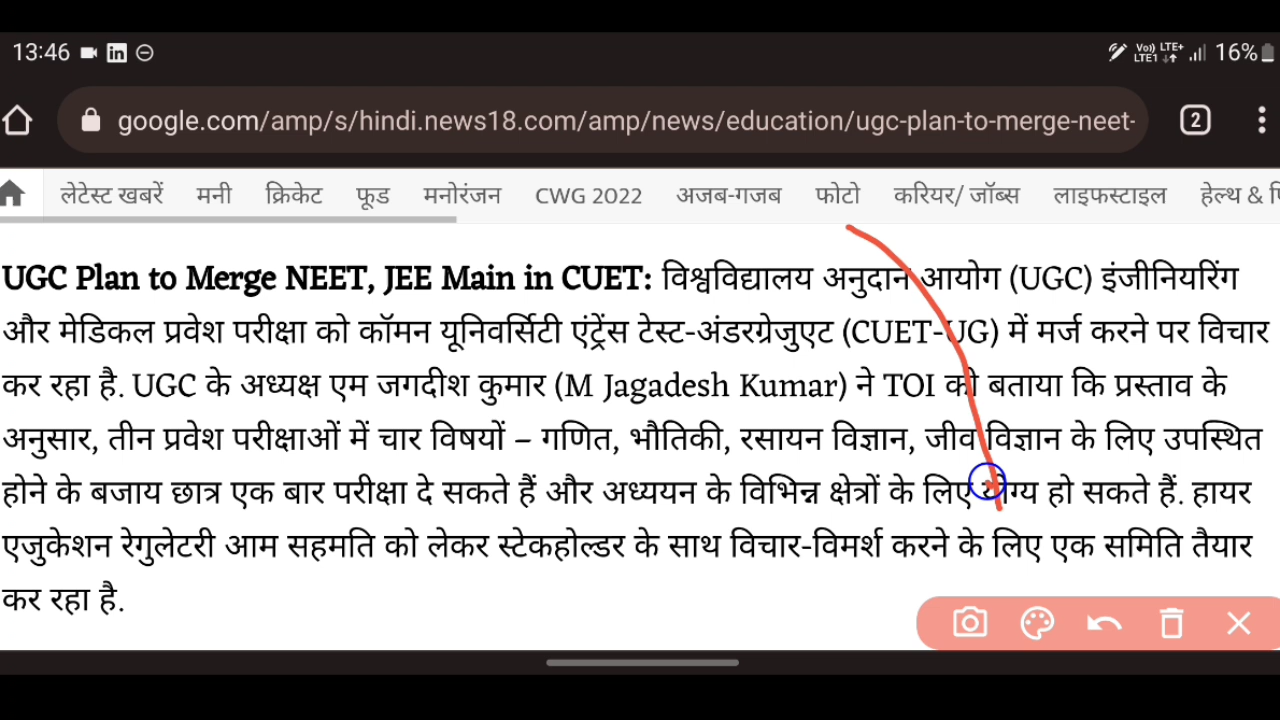 13:46
Vo)) LTE+
LTE1
16%
google.com/amp/s/hindi.news18.com/amp/news/education/ugc-plan-to-merge-neet-
2
लेटेस्ट खबरें मनी क्रिकेट फूड मनोरंजन CWG 2022 अजब-गजब फोटो करियर/ जॉब्स लाइफस्टाइल हेल्थ &
UGC Plan to Merge NEET, JEE Main in CUET: विश्वविद्यालय अनुदान आयोग (UGC) इंजीनियरिंग
और मेडिकल प्रवेश परीक्षा को कॉमन यूनिवर्सिटी एंट्रेंस टेस्ट-अंडरग्रेजुएट (CUET-UG) में मर्ज करने पर विचार
कर रहा है. UGC के अध्यक्ष एम जगदीश कुमार (M Jagadesh Kumar) ने TOI को बताया कि प्रस्ताव के
अनुसार, तीन प्रवेश परीक्षाओं में चार विषयों – गणित, भौतिकी, रसायन विज्ञान, जीव विज्ञान के लिए उपस्थित
होने के बजाय छात्र एक बार परीक्षा दे सकते हैं और अध्ययन के विभिन्न क्षेत्रों के लिए योग्य हो सकते हैं. हायर
एजुकेशन रेगुलेटरी आम सहमति को लेकर स्टेकहोल्डर के साथ विचार-विमर्श करने के लिए एक समिति तैयार
कर रहा है.